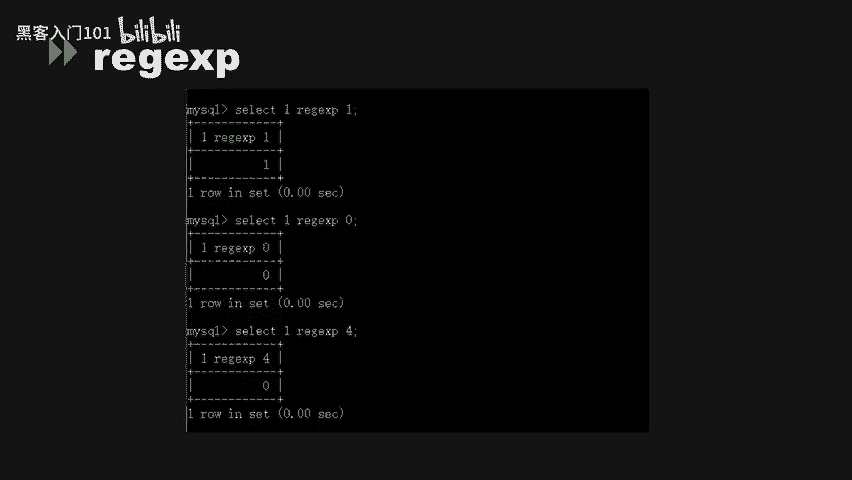 黑客入门101 bilibili
regexp
mysql> select 1 regexp 1;
+------------+
| 1 regexp 1 |
+------------+
|          1 |
+------------+
1 row in set (0.00 sec)
mysql> select 1 regexp 0;
+------------+
| 1 regexp 0 |
+------------+
|          0 |
+------------+
1 row in set (0.00 sec)
mysql> select 1 regexp 4;
+------------+
| 1 regexp 4 |
+------------+
|          0 |
+------------+
1 row in set (0.00 sec)